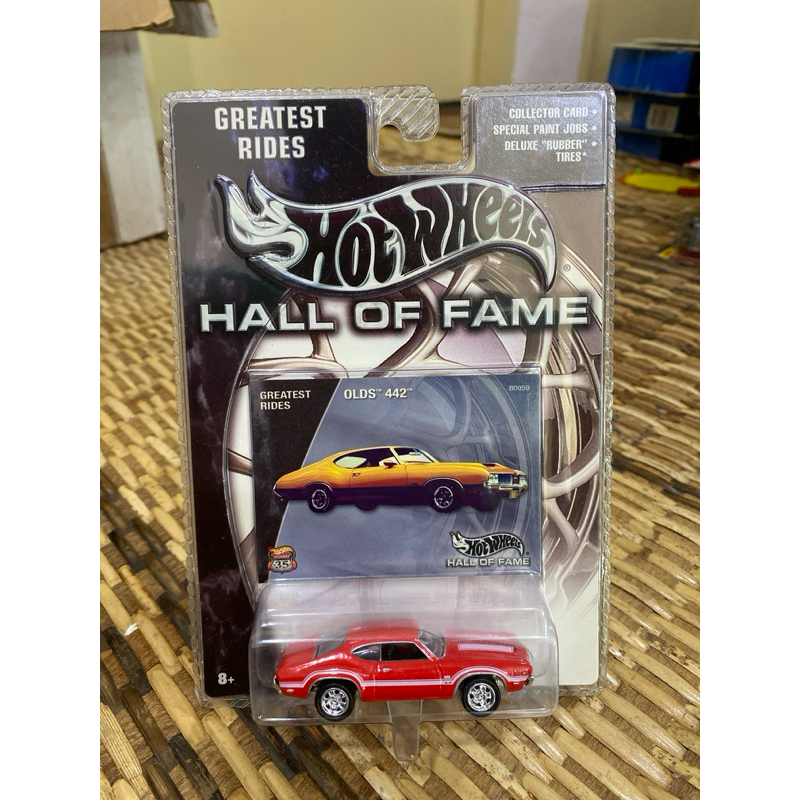 GREATEST
RIDES
COLLECTOR CARD •
SPECIAL PAINT JOBS •
DELUXE "RUBBER" •
TIRES*
Hot Wheels
®
HALL OF FAME
GREATEST
RIDES
OLDS™ 442™
B0959
Hot Wheels
HALL OF FAME
35
8+